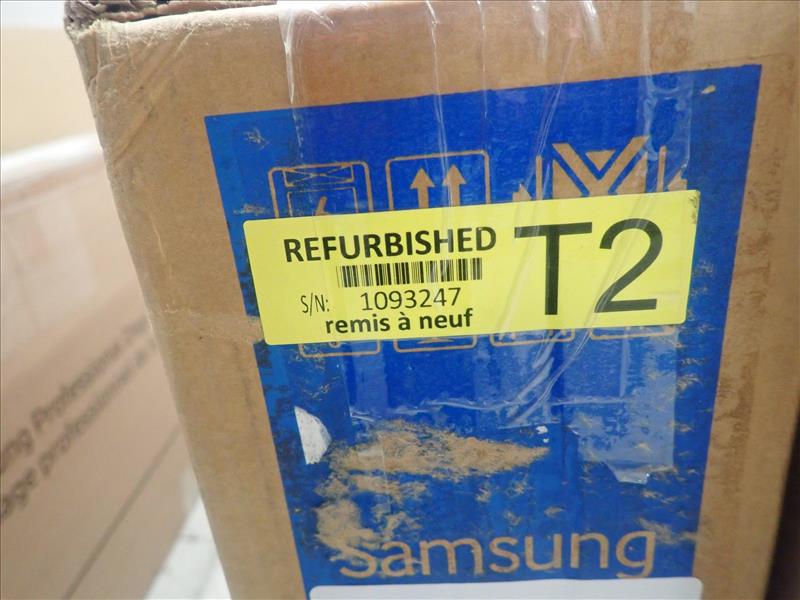 REFURBISHED
T2
S/N: 1093247
remis à neuf
Samsung